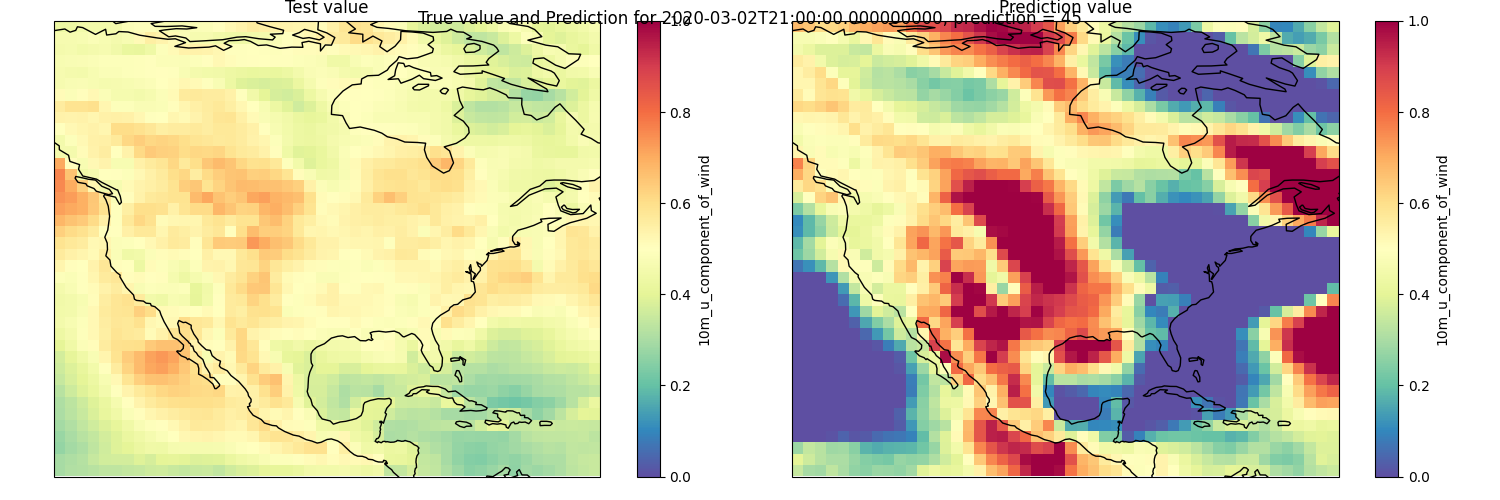 Test value
True value and Prediction for 2020-03-02T21:00:00.000000000 prediction = 45
Prediction value
1.0
0.8
0.6
0.4
0.2
0.0
10m_u_component_of_wind
1.0
0.8
0.6
0.4
0.2
0.0
10m_u_component_of_wind